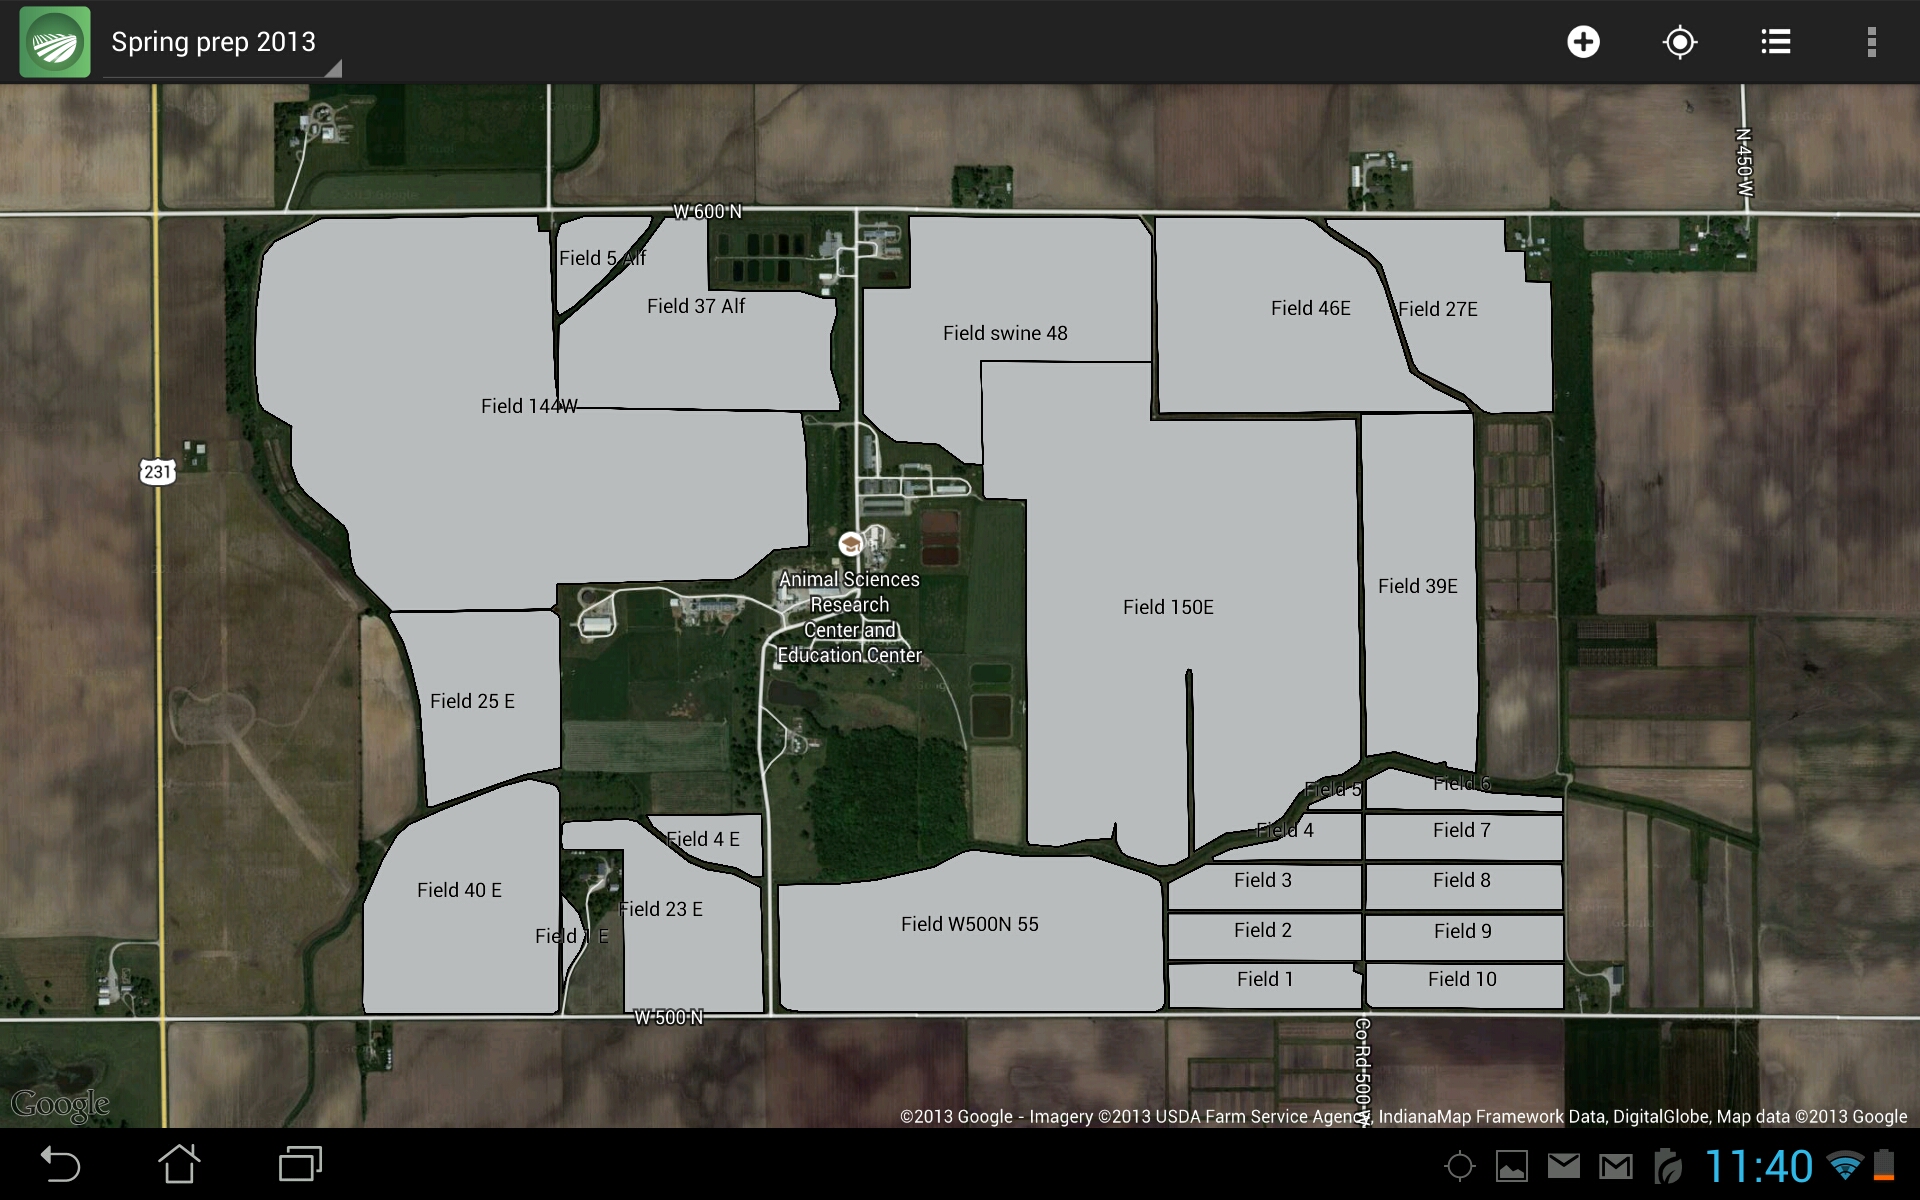 Spring prep 2013
N 450 W
W 600 N
Field 5 Alf
Field 37 Alf
Field 46E
Field 27E
Field swine 48
Field 144W
231
Animal Sciences
Research
Center and
Education Center
Field 39E
Field 150E
Field 25 E
Field 5
Field 6
Field 4
Field 7
Field 4 E
Field 3
Field 8
Field 40 E
Field 23 E
Field W500N 55
Field 2
Field 9
Field 1 E
Field 1
Field 10
W 500 N
Co Rd 500 W
Google
©2013 Google - Imagery ©2013 USDA Farm Service Agency, IndianaMap Framework Data, DigitalGlobe, Map data ©2013 Google
11:40